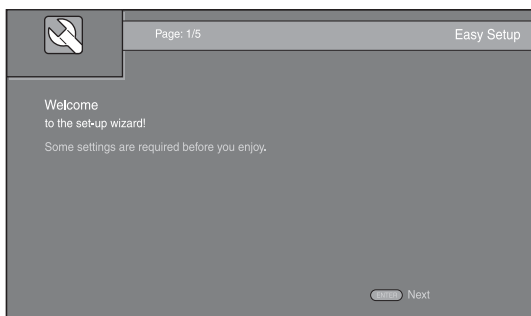 Page: 1/5
Easy Setup
Welcome
to the set-up wizard!
Some settings are required before you enjoy.
ENTER Next